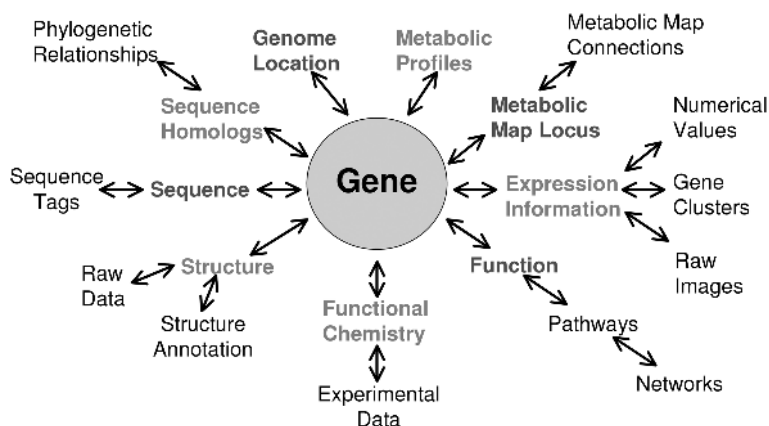 Phylogenetic
Relationships
Genome
Location
Metabolic
Profiles
Metabolic Map
Connections
Sequence
Homologs
Metabolic
Map Locus
Numerical
Values
Gene
Sequence
Tags
Sequence
Expression
Information
Gene
Clusters
Raw
Data
Structure
Structure
Annotation
Functional
Chemistry
Experimental
Data
Function
Raw
Images
Pathways
Networks